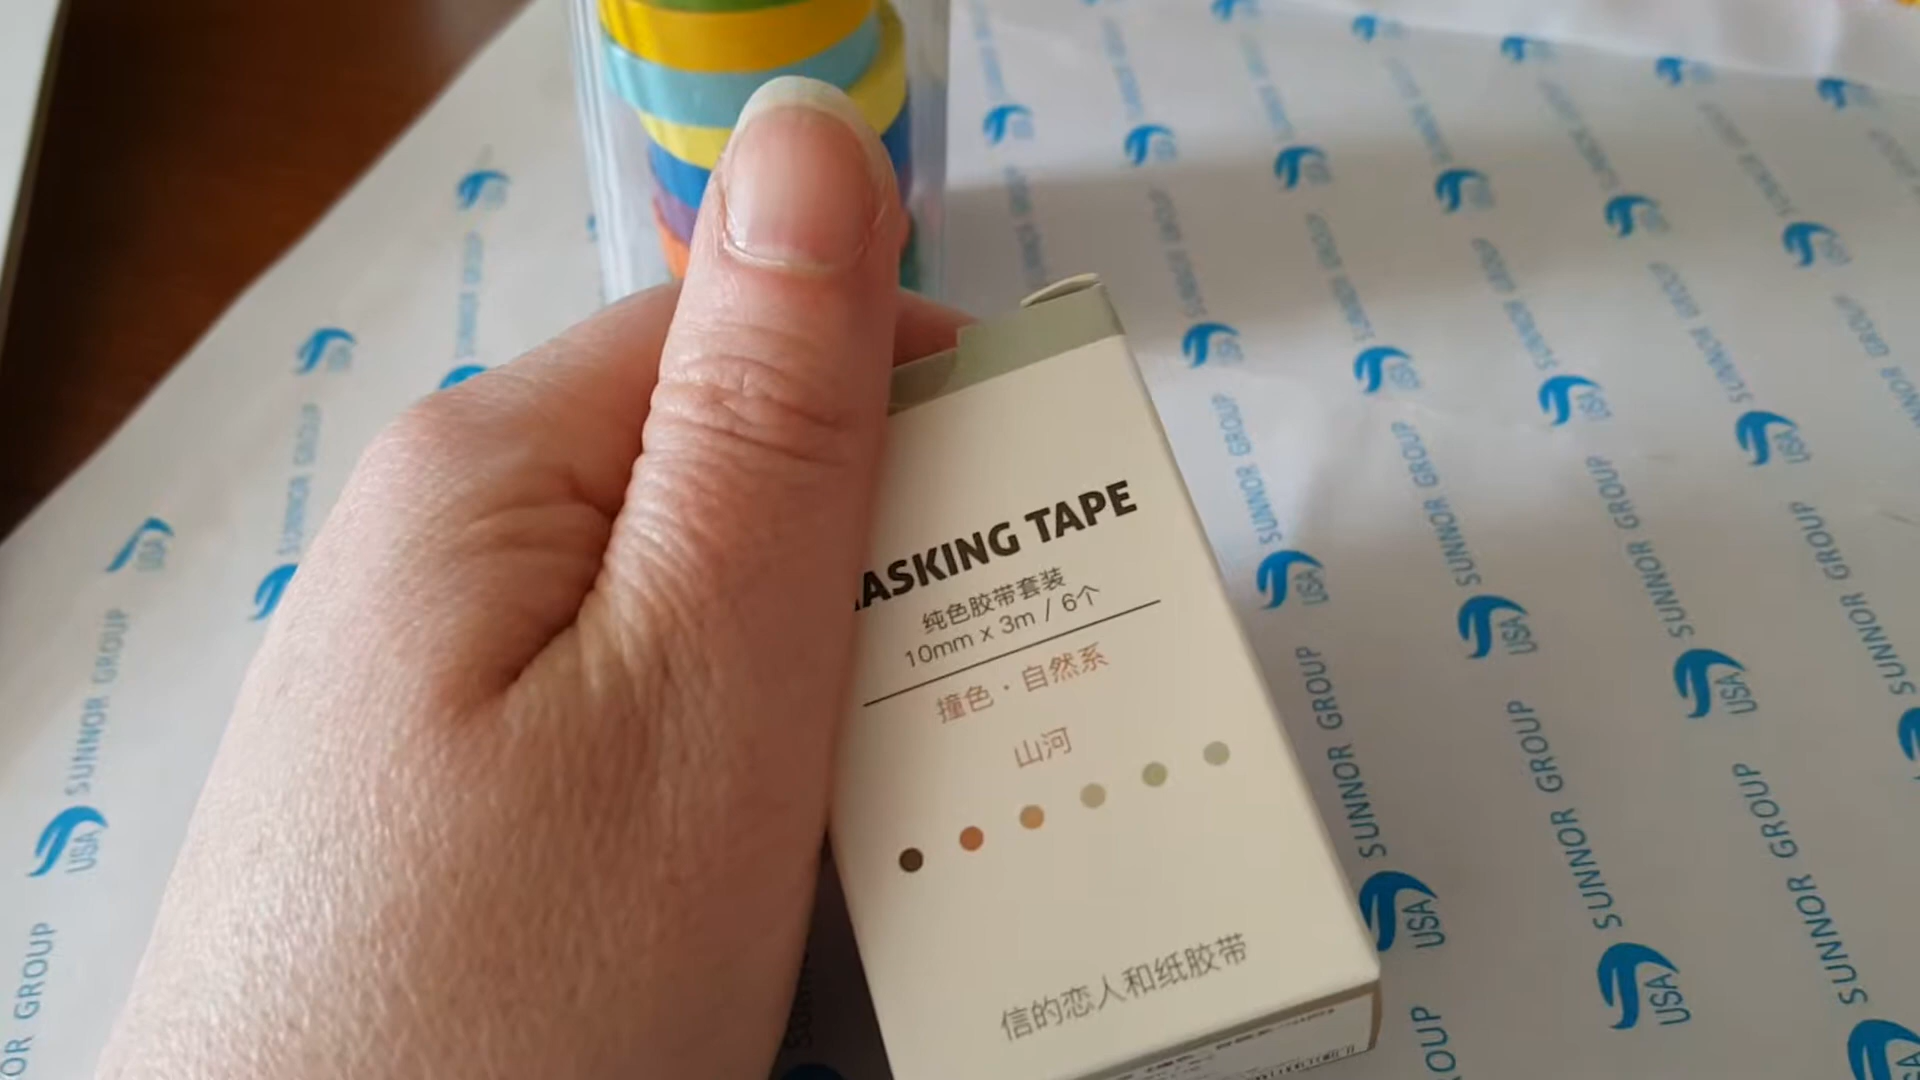 MASKING TAPE
纯色胶带套装
10mm x 3m / 6个
撞色·自然系
山河
信的恋人和纸胶带
SUNNOR GROUP
USA